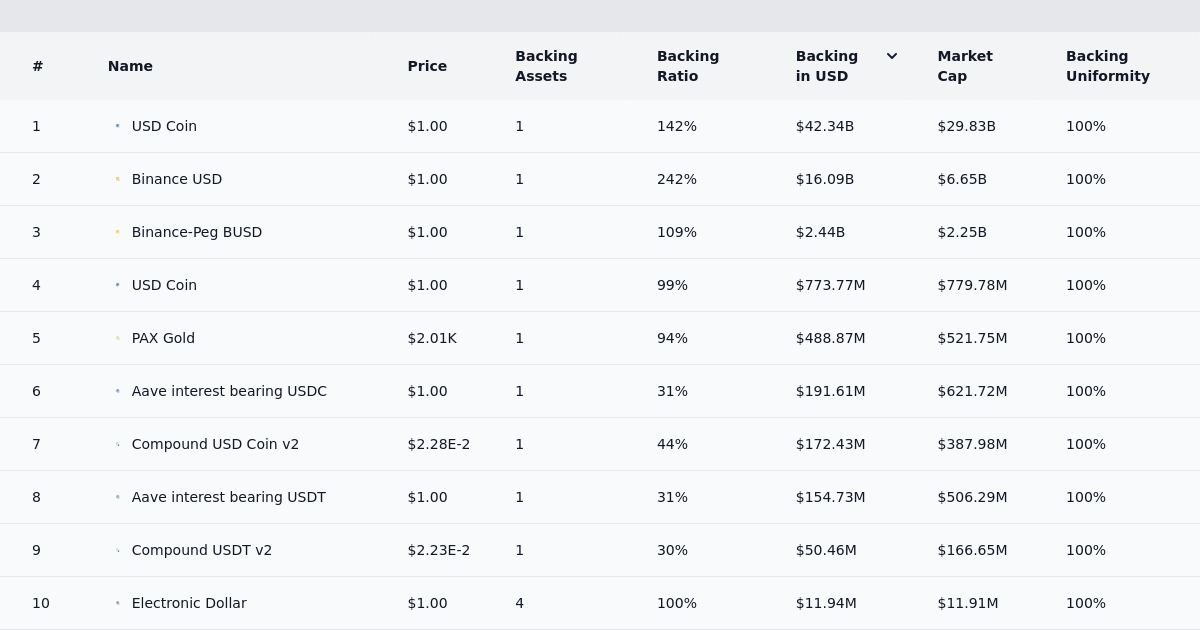 # Name Price Backing Assets Backing Ratio Backing in USD Market Cap Backing Uniformity
1 USD Coin $1.00 1 142% $42.34B $29.83B 100%
2 Binance USD $1.00 1 242% $16.09B $6.65B 100%
3 Binance-Peg BUSD $1.00 1 109% $2.44B $2.25B 100%
4 USD Coin $1.00 1 99% $773.77M $779.78M 100%
5 PAX Gold $2.01K 1 94% $488.87M $521.75M 100%
6 Aave interest bearing USDC $1.00 1 31% $191.61M $621.72M 100%
7 Compound USD Coin v2 $2.28E-2 1 44% $172.43M $387.98M 100%
8 Aave interest bearing USDT $1.00 1 31% $154.73M $506.29M 100%
9 Compound USDT v2 $2.23E-2 1 30% $50.46M $166.65M 100%
10 Electronic Dollar $1.00 4 100% $11.94M $11.91M 100%